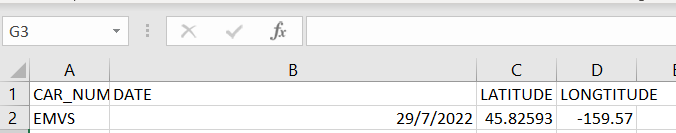 G3 fx
A B C D
1 CAR_NUM DATE LATITUDE LONGTITUDE
2 EMVS 29/7/2022 45.82593 -159.57